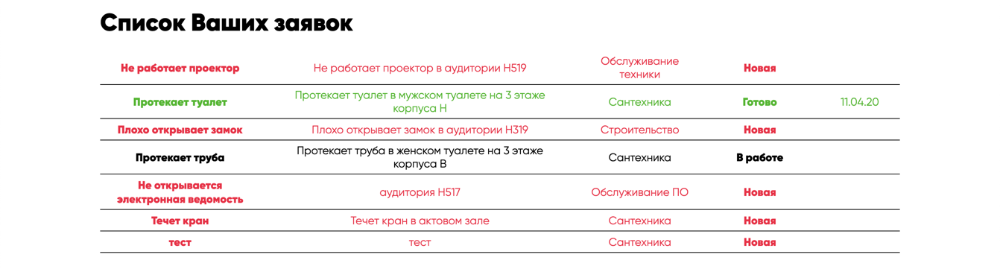 Список Ваших заявок
Не работает проектор Не работает проектор в аудитории Н519 Обслуживание техники Новая
Протекает туалет Протекает туалет в мужском туалете на 3 этаже корпуса Н Сантехника Готово 11.04.20
Плохо открывает замок Плохо открывает замок в аудитории Н319 Строительство Новая
Протекает труба Протекает труба в женском туалете на 3 этаже корпуса В Сантехника В работе
Не открывается электронная ведомость аудитория Н517 Обслуживание ПО Новая
Течет кран Течет кран в актовом зале Сантехника Новая
тест тест Сантехника Новая